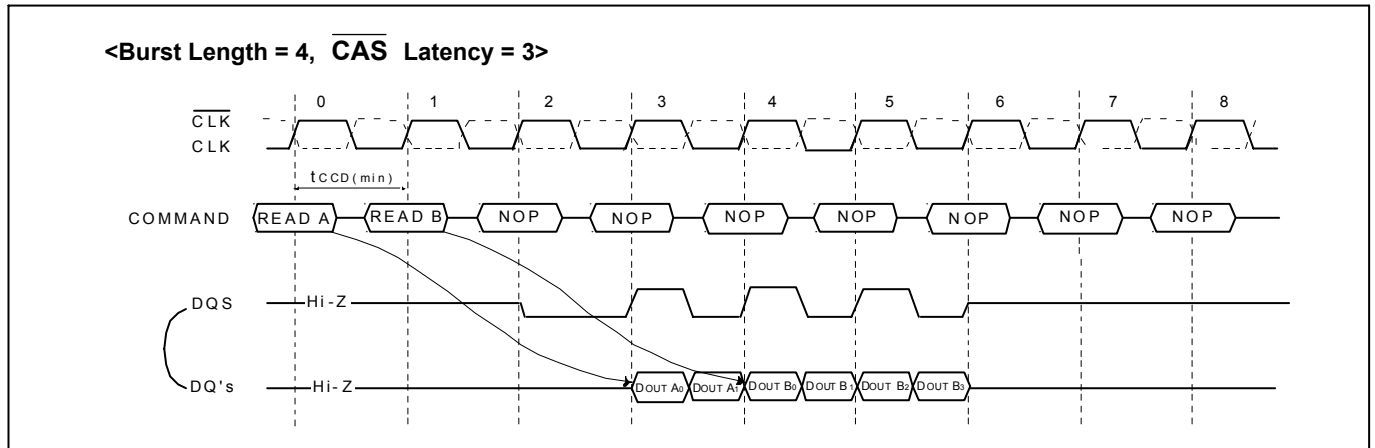 <Burst Length = 4, CAS Latency = 3>
0 1 2 3 4 5 6 7 8
CLK
CLK
tCCD(min)
COMMAND READ A READ B NOP NOP NOP NOP NOP NOP NOP
DQS Hi-Z
DQ's Hi-Z DOUT A0 DOUT A1 DOUT B0 DOUT B1 DOUT B2 DOUT B3